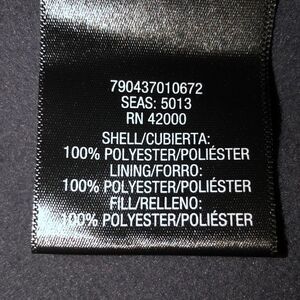 790437010672
SEAS: 5013
RN 42000
SHELL/CUBIERTA:
100% POLYESTER/POLIÉSTER
LINING/FORRO:
100% POLYESTER/POLIÉSTER
FILL/RELLENO:
100% POLYESTER/POLIÉSTER